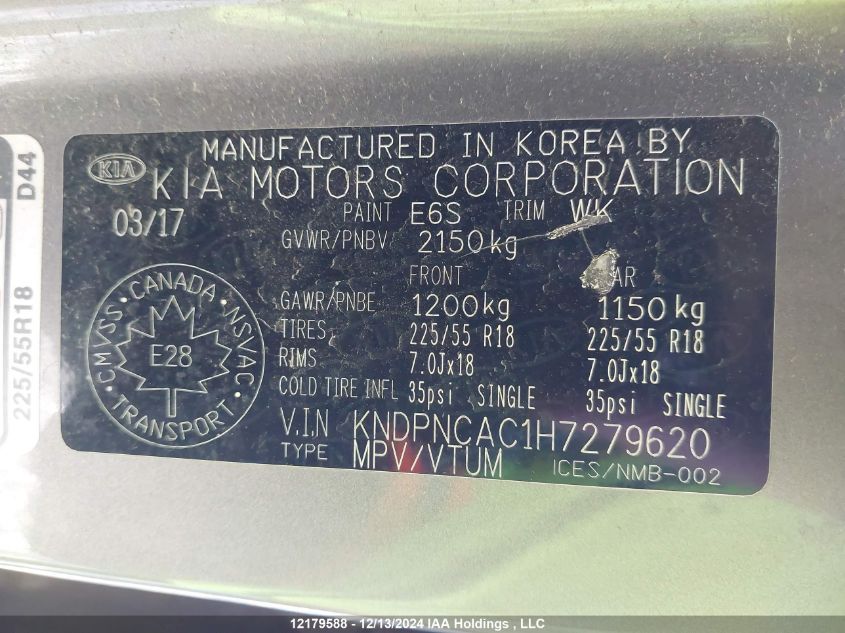 D44
225/55R18
MANUFACTURED IN KOREA BY
KIA KIA MOTORS CORPORATION
03/17 PAINT E6S TRIM WK
GVWR/PNBV 2150kg
FRONT AR
GAWR/PNBE 1200kg 1150kg
TIRES 225/55 R18 225/55 R18
RIMS 7.0Jx18 7.0Jx18
COLD TIRE INFL 35psi SINGLE 35psi SINGLE
V.I.N KNDPNCAC1H7279620
TYPE MPV/VTUM ICES/NMB-002
CMVSS · CANADA · NSVAC · TRANSPORT ·
E28
12179588 - 12/13/2024 IAA Holdings , LLC